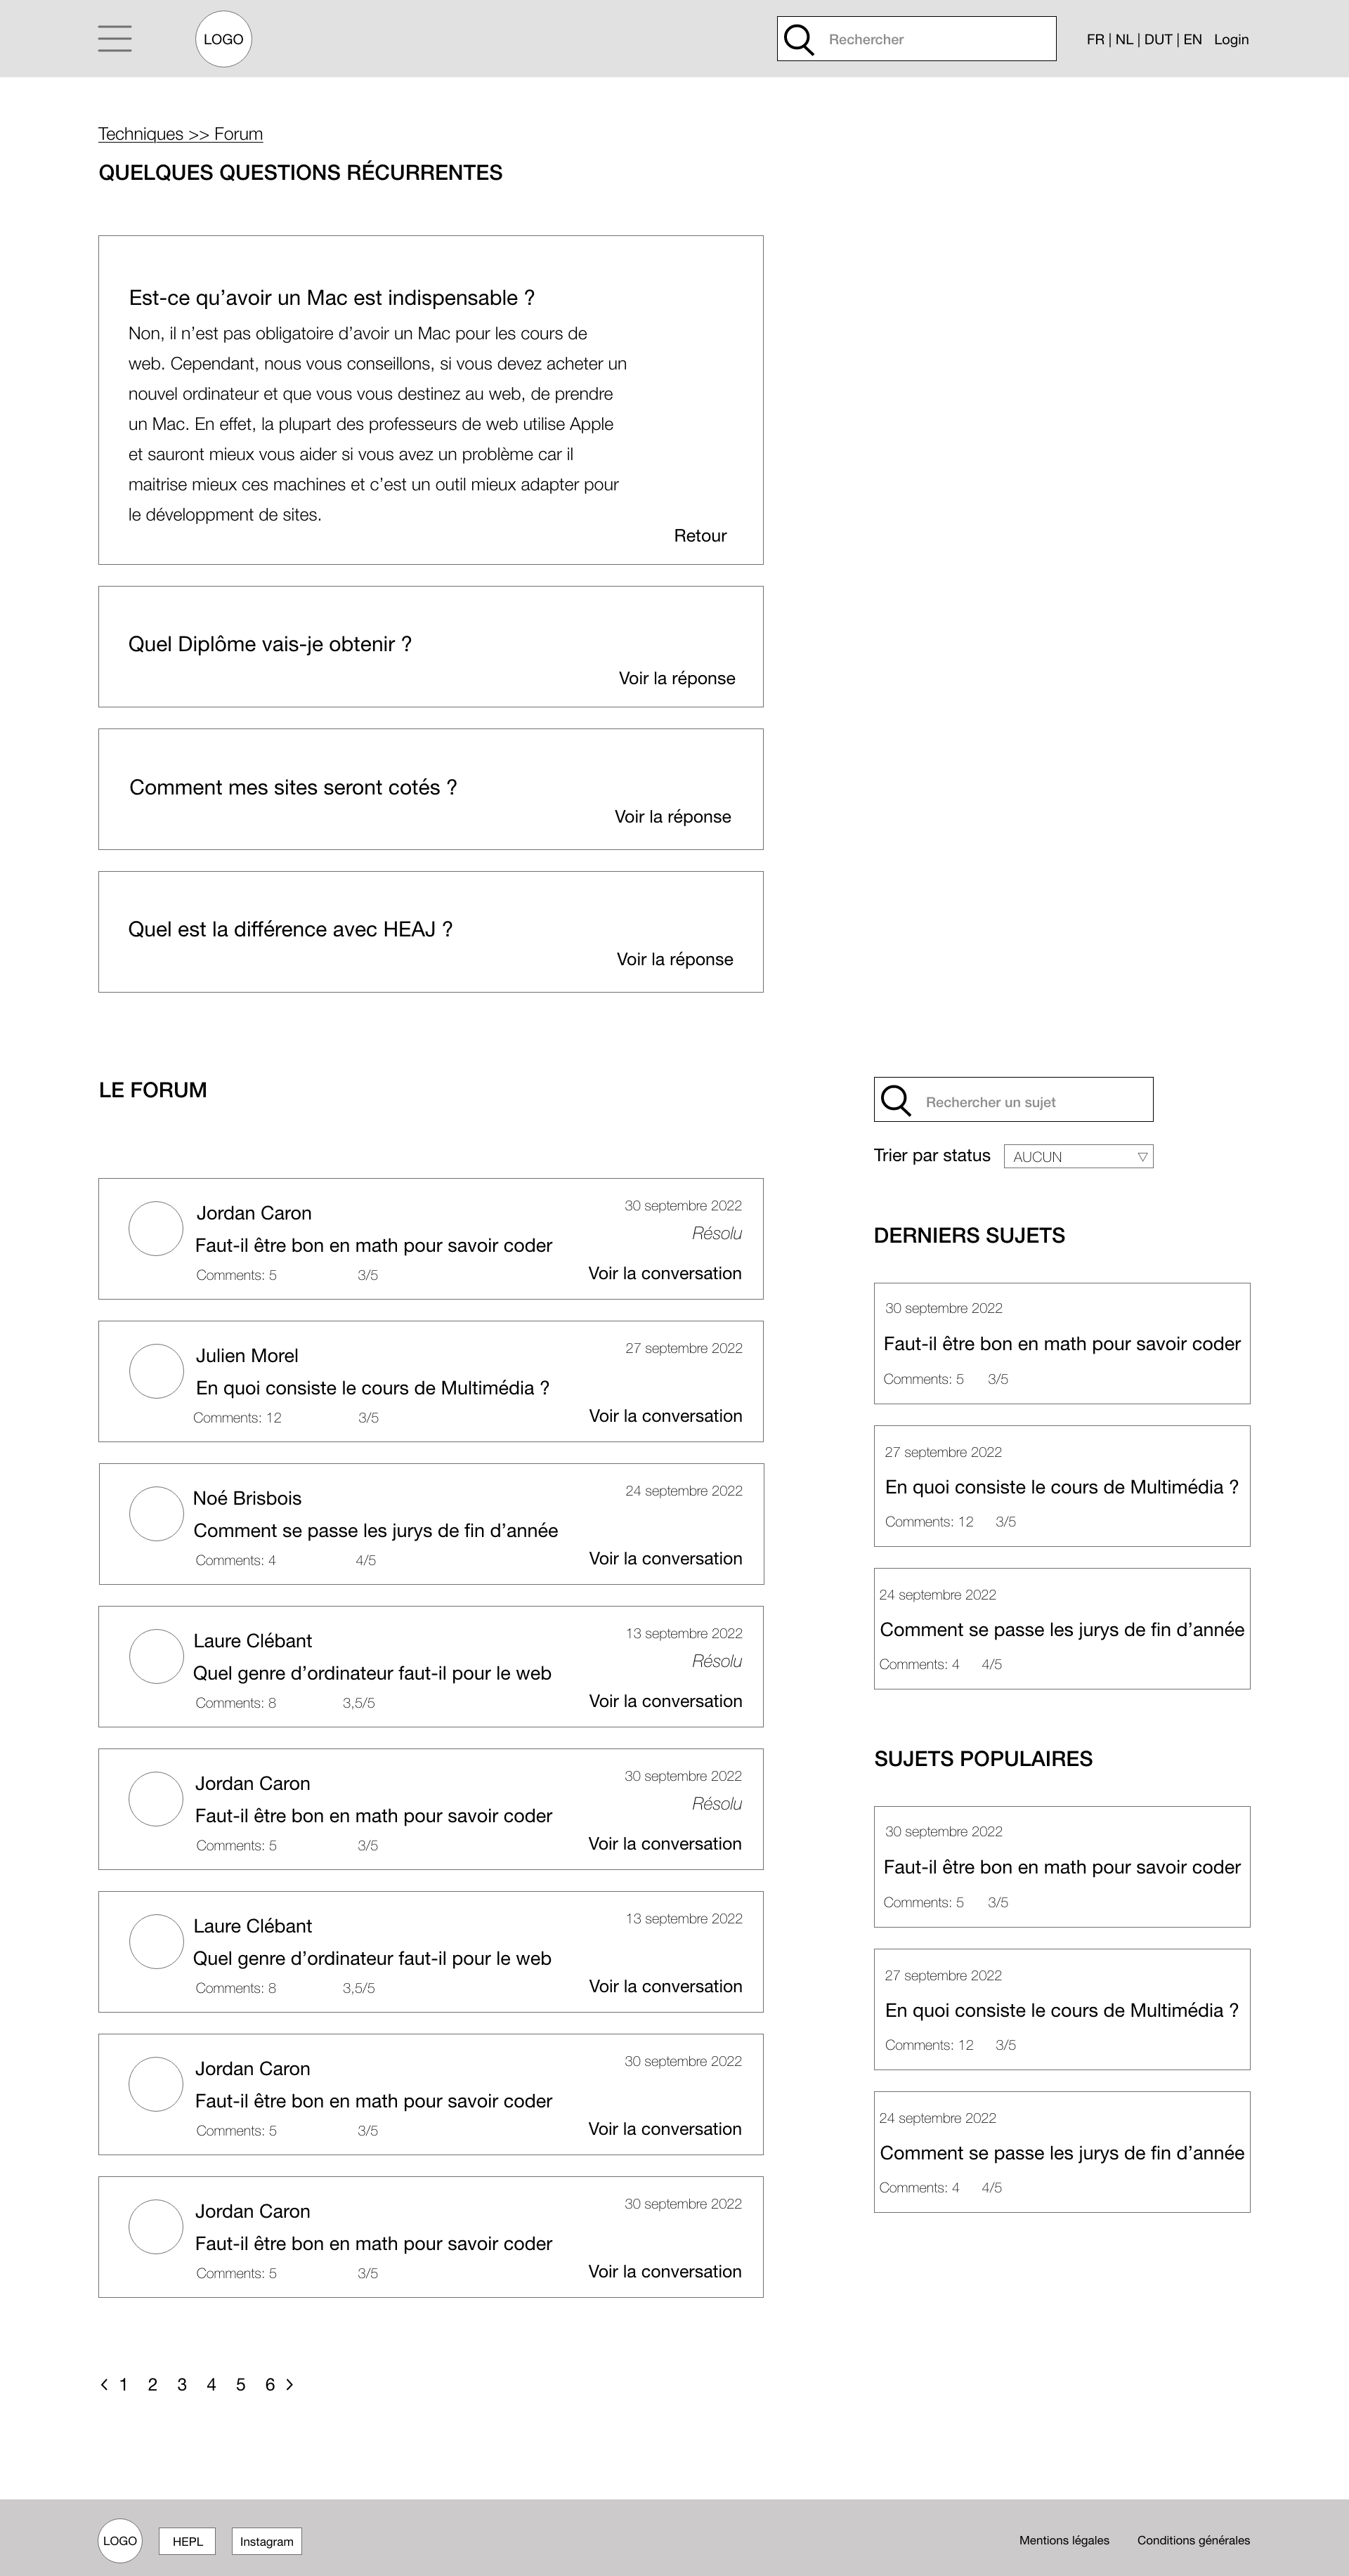 LOGO
Rechercher
FR | NL | DUT | EN Login
Techniques >> Forum
QUELQUES QUESTIONS RÉCURRENTES
Est-ce qu’avoir un Mac est indispensable ?
Non, il n’est pas obligatoire d’avoir un Mac pour les cours de
web. Cependant, nous vous conseillons, si vous devez acheter un
nouvel ordinateur et que vous vous destinez au web, de prendre
un Mac. En effet, la plupart des professeurs de web utilise Apple
et sauront mieux vous aider si vous avez un problème car il
maitrise mieux ces machines et c’est un outil mieux adapter pour
le développment de sites.
Retour
Quel Diplôme vais-je obtenir ?
Voir la réponse
Comment mes sites seront cotés ?
Voir la réponse
Quel est la différence avec HEAJ ?
Voir la réponse
LE FORUM
Jordan Caron
30 septembre 2022
Faut-il être bon en math pour savoir coder
Résolu
Comments: 5 3/5
Voir la conversation
Julien Morel
27 septembre 2022
En quoi consiste le cours de Multimédia ?
Comments: 12 3/5
Voir la conversation
Noé Brisbois
24 septembre 2022
Comment se passe les jurys de fin d’année
Comments: 4 4/5
Voir la conversation
Laure Clébant
13 septembre 2022
Quel genre d’ordinateur faut-il pour le web
Résolu
Comments: 8 3,5/5
Voir la conversation
Jordan Caron
30 septembre 2022
Faut-il être bon en math pour savoir coder
Résolu
Comments: 5 3/5
Voir la conversation
Laure Clébant
13 septembre 2022
Quel genre d’ordinateur faut-il pour le web
Comments: 8 3,5/5
Voir la conversation
Jordan Caron
30 septembre 2022
Faut-il être bon en math pour savoir coder
Comments: 5 3/5
Voir la conversation
Jordan Caron
30 septembre 2022
Faut-il être bon en math pour savoir coder
Comments: 5 3/5
Voir la conversation
1 2 3 4 5 6
Rechercher un sujet
Trier par status AUCUN
DERNIERS SUJETS
30 septembre 2022
Faut-il être bon en math pour savoir coder
Comments: 5 3/5
27 septembre 2022
En quoi consiste le cours de Multimédia ?
Comments: 12 3/5
24 septembre 2022
Comment se passe les jurys de fin d’année
Comments: 4 4/5
SUJETS POPULAIRES
30 septembre 2022
Faut-il être bon en math pour savoir coder
Comments: 5 3/5
27 septembre 2022
En quoi consiste le cours de Multimédia ?
Comments: 12 3/5
24 septembre 2022
Comment se passe les jurys de fin d’année
Comments: 4 4/5
LOGO
HEPL
Instagram
Mentions légales
Conditions générales